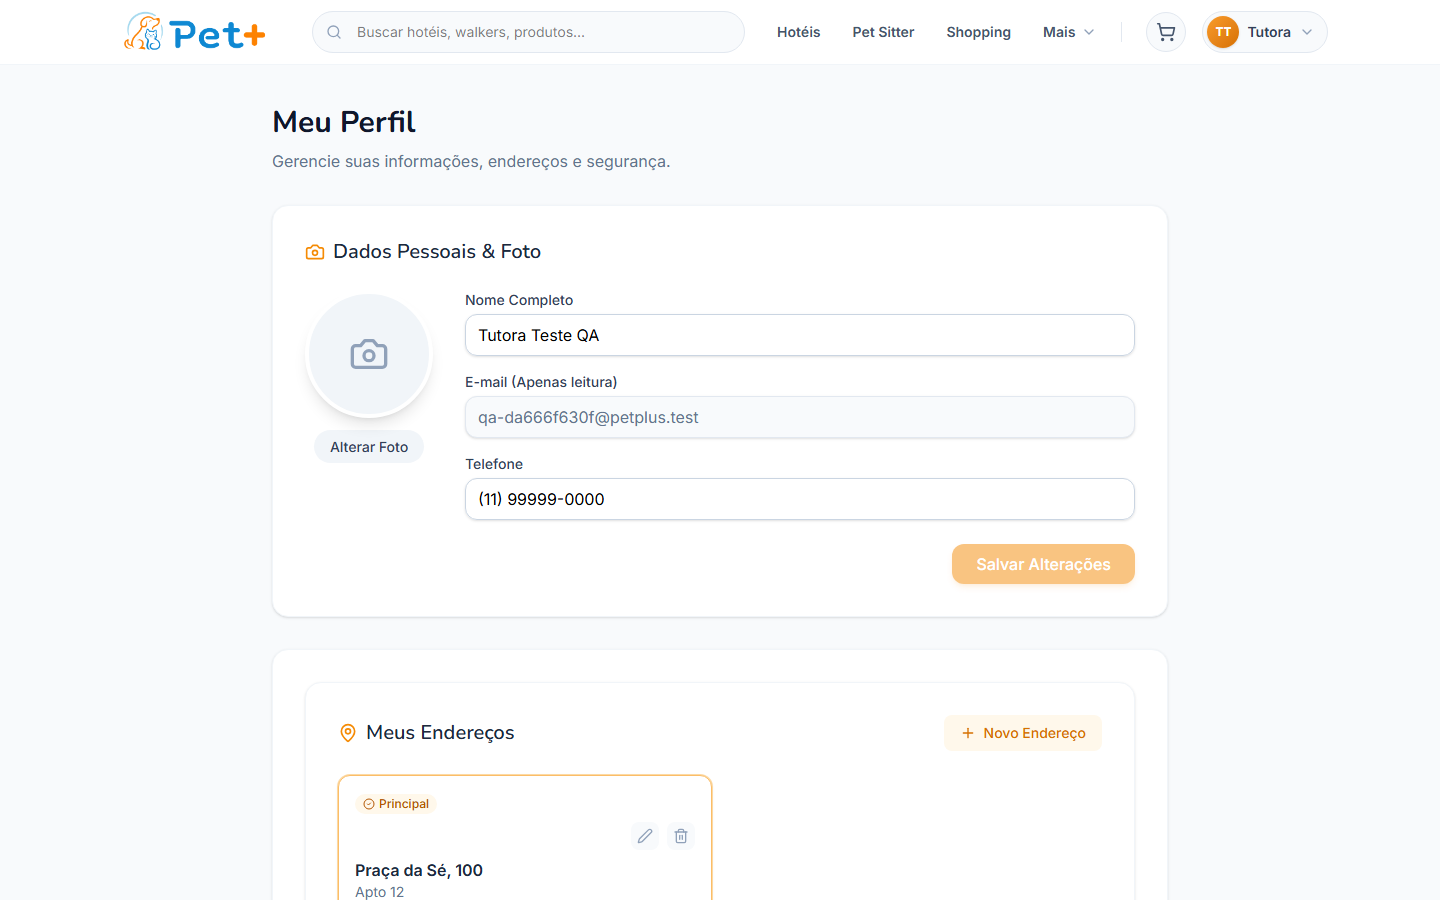 Pet+
Buscar hotéis, walkers, produtos...
Hotéis
Pet Sitter
Shopping
Mais
TT
Tutora
Meu Perfil
Gerencie suas informações, endereços e segurança.
Dados Pessoais & Foto
Alterar Foto
Nome Completo
Tutora Teste QA
E-mail (Apenas leitura)
qa-da666f630f@petplus.test
Telefone
(11) 99999-0000
Salvar Alterações
Meus Endereços
Novo Endereço
Principal
Praça da Sé, 100
Apto 12